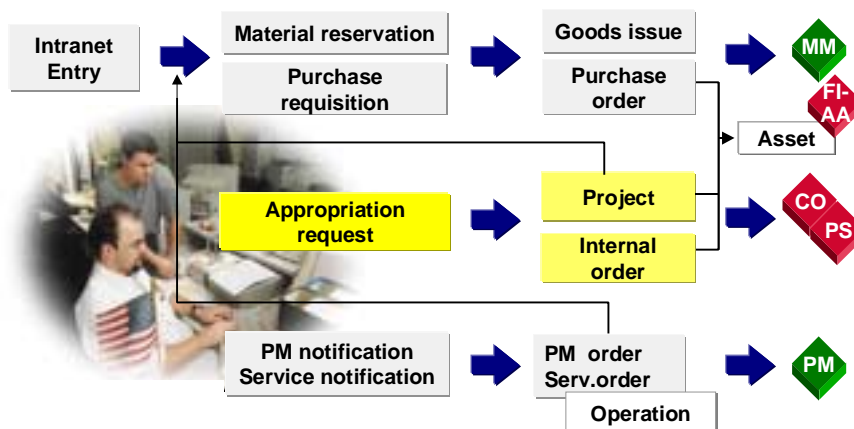 Intranet
Entry
Material reservation
Purchase
requisition
Goods issue
Purchase
order
MM
FI-
AA
Asset
Appropriation
request
Project
Internal
order
CO
PS
PM notification
Service notification
PM order
Serv.order
Operation
PM